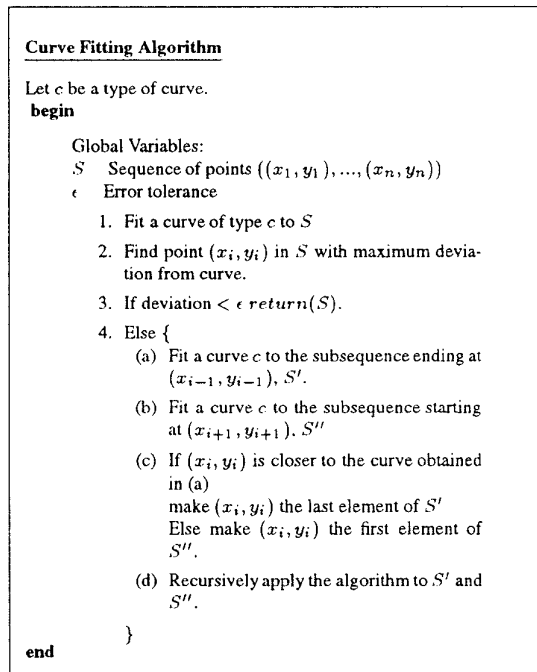 Curve Fitting Algorithm
Let c be a type of curve.
begin
Global Variables:
S Sequence of points ((x₁, y₁), ..., (xₙ, yₙ))
ϵ Error tolerance
1. Fit a curve of type c to S
2. Find point (xᵢ, yᵢ) in S with maximum devia-
tion from curve.
3. If deviation < ϵ return(S).
4. Else {
(a) Fit a curve c to the subsequence ending at
(xᵢ₋₁, yᵢ₋₁), S′.
(b) Fit a curve c to the subsequence starting
at (xᵢ₊₁, yᵢ₊₁). S″
(c) If (xᵢ, yᵢ) is closer to the curve obtained
in (a)
make (xᵢ, yᵢ) the last element of S′
Else make (xᵢ, yᵢ) the first element of
S″.
(d) Recursively apply the algorithm to S′ and
S″.
}
end